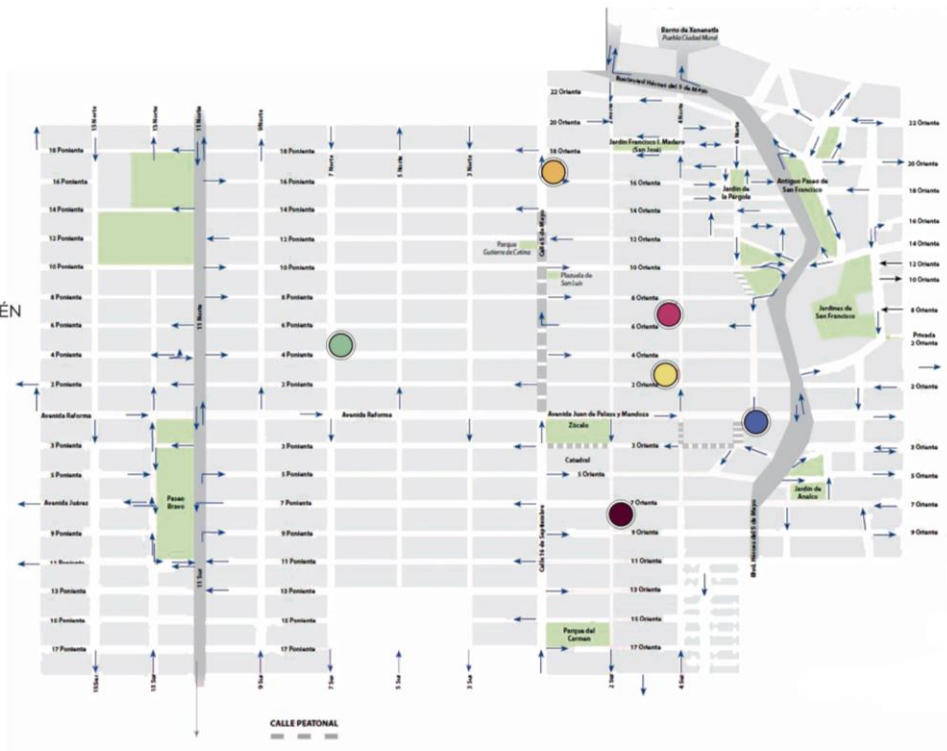 Barrio de Xonanatla
Puebla Ciudad Mural
Boulevard Héroes del 5 de Mayo
22 Oriente
4 Norte
20 Oriente
22 Oriente
15 Norte
13 Norte
11 Norte
9 Norte
6 Norte
Jardín Francisco I. Madero
(San José)
18 Poniente
18 Poniente
7 Norte
5 Norte
3 Norte
18 Oriente
20 Oriente
16 Poniente
16 Poniente
16 Oriente
Jardín de
la Pérgola
Antiguo Paseo de
San Francisco
18 Oriente
14 Poniente
14 Poniente
14 Oriente
16 Oriente
Calle 5 de Mayo
12 Poniente
12 Poniente
Parque
Gutierro de Cetina
12 Oriente
14 Oriente
10 Poniente
10 Poniente
10 Oriente
12 Oriente
Plazuela de
San Luis
10 Oriente
8 Poniente
8 Poniente
8 Oriente
Jardines de
San Francisco
8 Oriente
ÉN
11 Norte
6 Poniente
6 Poniente
6 Oriente
Privada
2 Oriente
4 Poniente
4 Poniente
4 Oriente
2 Poniente
2 Poniente
2 Oriente
2 Oriente
Avenida Reforma
Avenida Reforma
Avenida Juan de Palafox y Mendoza
Zócalo
3 Poniente
3 Poniente
3 Oriente
3 Oriente
Catedral
5 Poniente
5 Poniente
5 Oriente
5 Oriente
Jardín de
Analco
Avenida Juárez
Paseo
Bravo
7 Poniente
7 Oriente
7 Oriente
9 Poniente
9 Poniente
Calle 16 de Septiembre
9 Oriente
Blvd. Héroes del 5 de Mayo
9 Oriente
11 Poniente
11 Poniente
11 Oriente
11 Sur
13 Poniente
13 Poniente
13 Oriente
15 Poniente
15 Poniente
15 Oriente
Parque del
Carmen
17 Poniente
17 Poniente
17 Oriente
15 Sur
13 Sur
9 Sur
7 Sur
5 Sur
3 Sur
2 Sur
4 Sur
CALLE PEATONAL